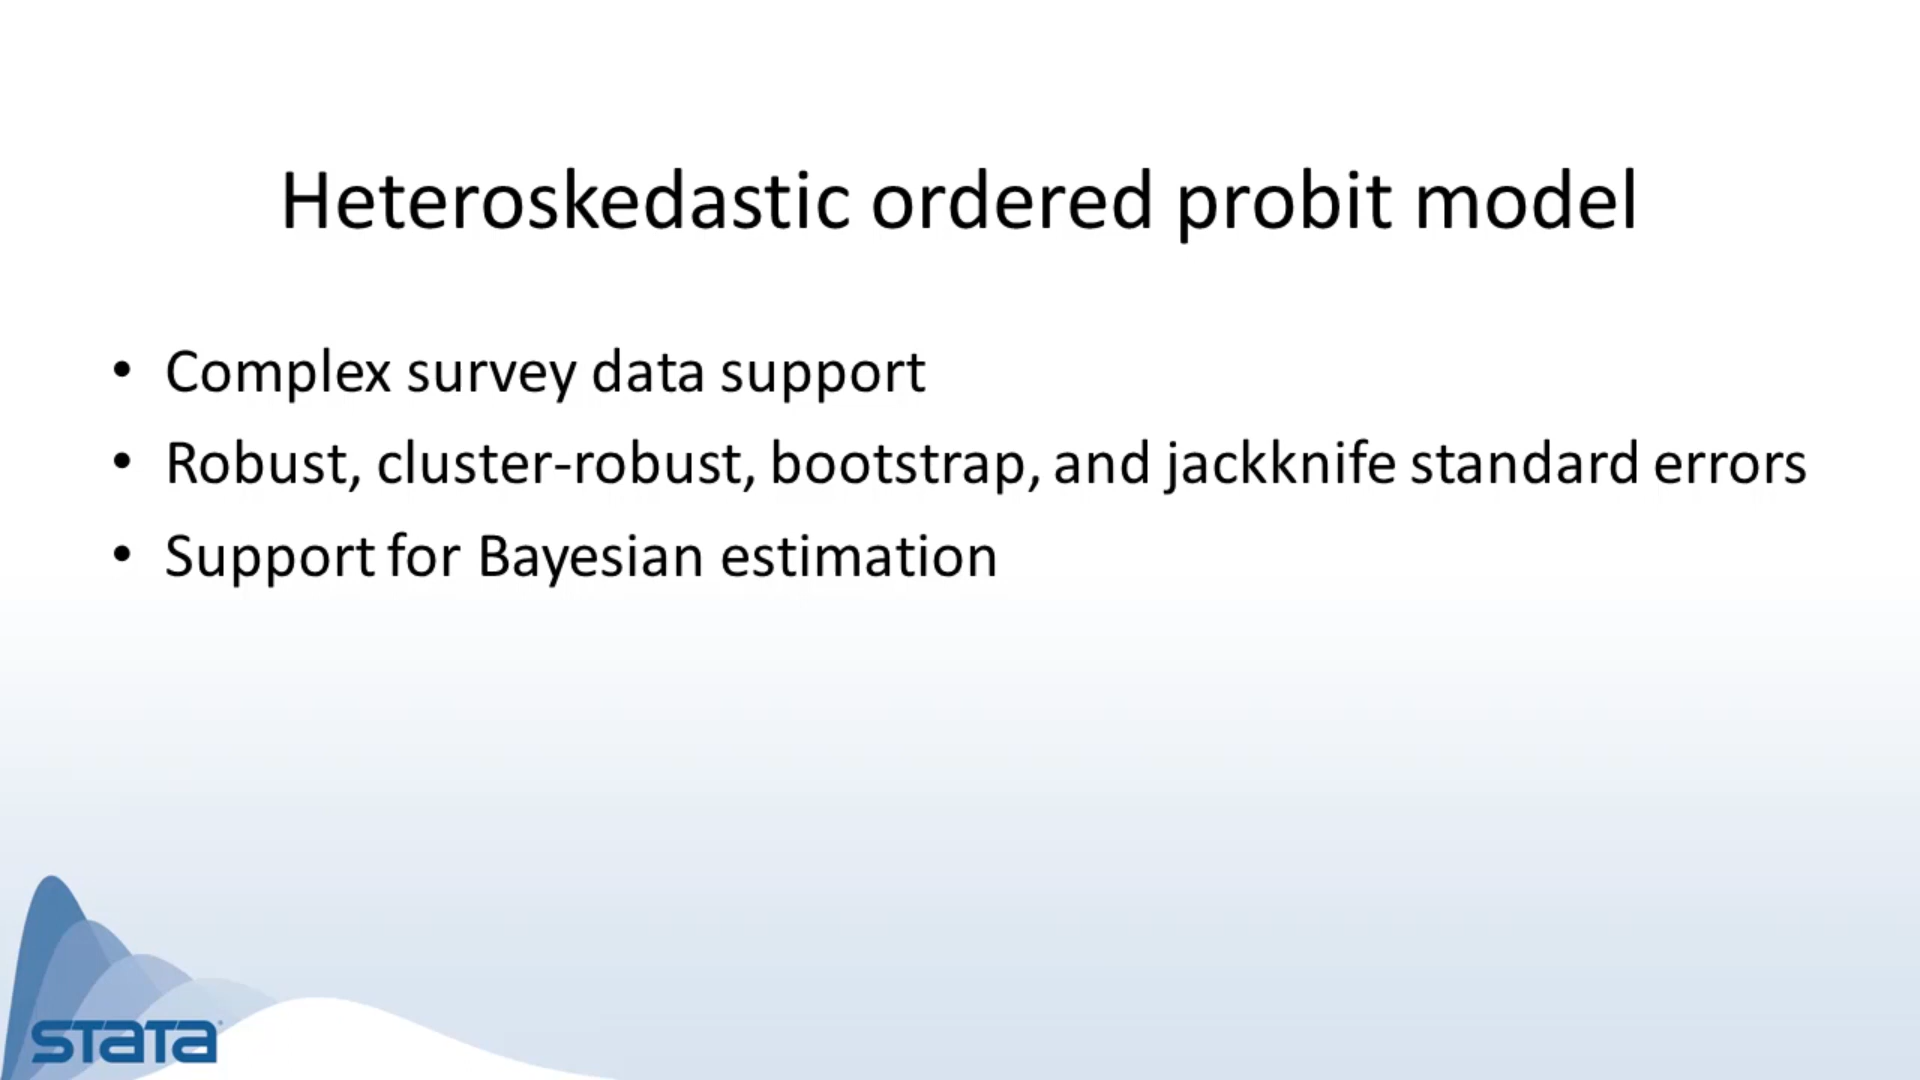 Heteroskedastic ordered probit model
• Complex survey data support
• Robust, cluster-robust, bootstrap, and jackknife standard errors
• Support for Bayesian estimation
stata